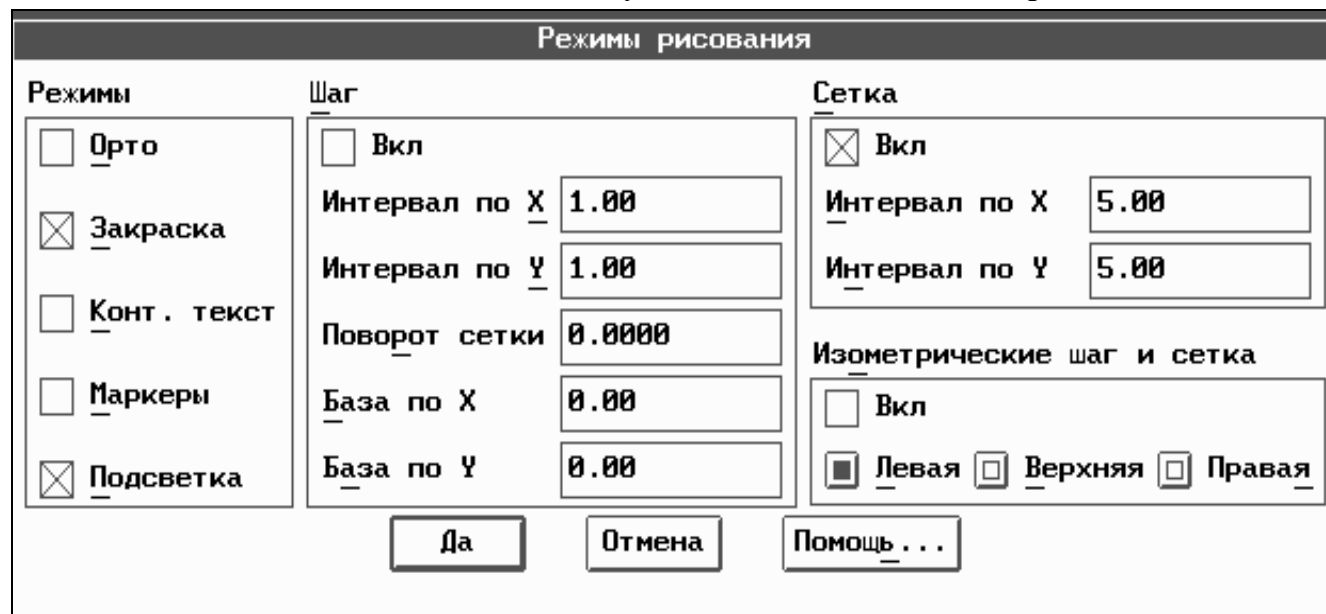 Режимы рисования
Режимы
Орто
Закраска
Конт. текст
Маркеры
Подсветка
Шаг
Вкл
Интервал по X 1.00
Интервал по Y 1.00
Поворот сетки 0.0000
База по X 0.00
База по Y 0.00
Сетка
Вкл
Интервал по X 5.00
Интервал по Y 5.00
Изометрические шаг и сетка
Вкл
Левая Верхняя Правая
Да Отмена Помощь...